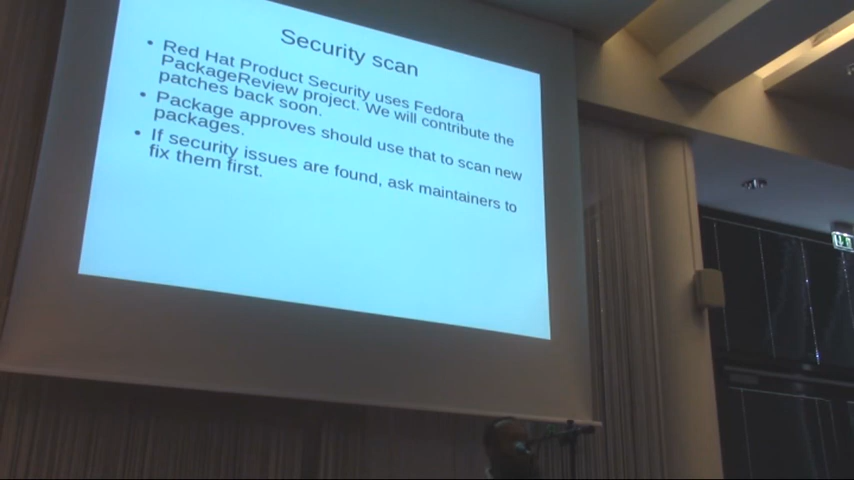 Security scan
• Red Hat Product Security uses Fedora
PackageReview project. We will contribute the
patches back soon.
• Package approves should use that to scan new
packages.
• If security issues are found, ask maintainers to
fix them first.